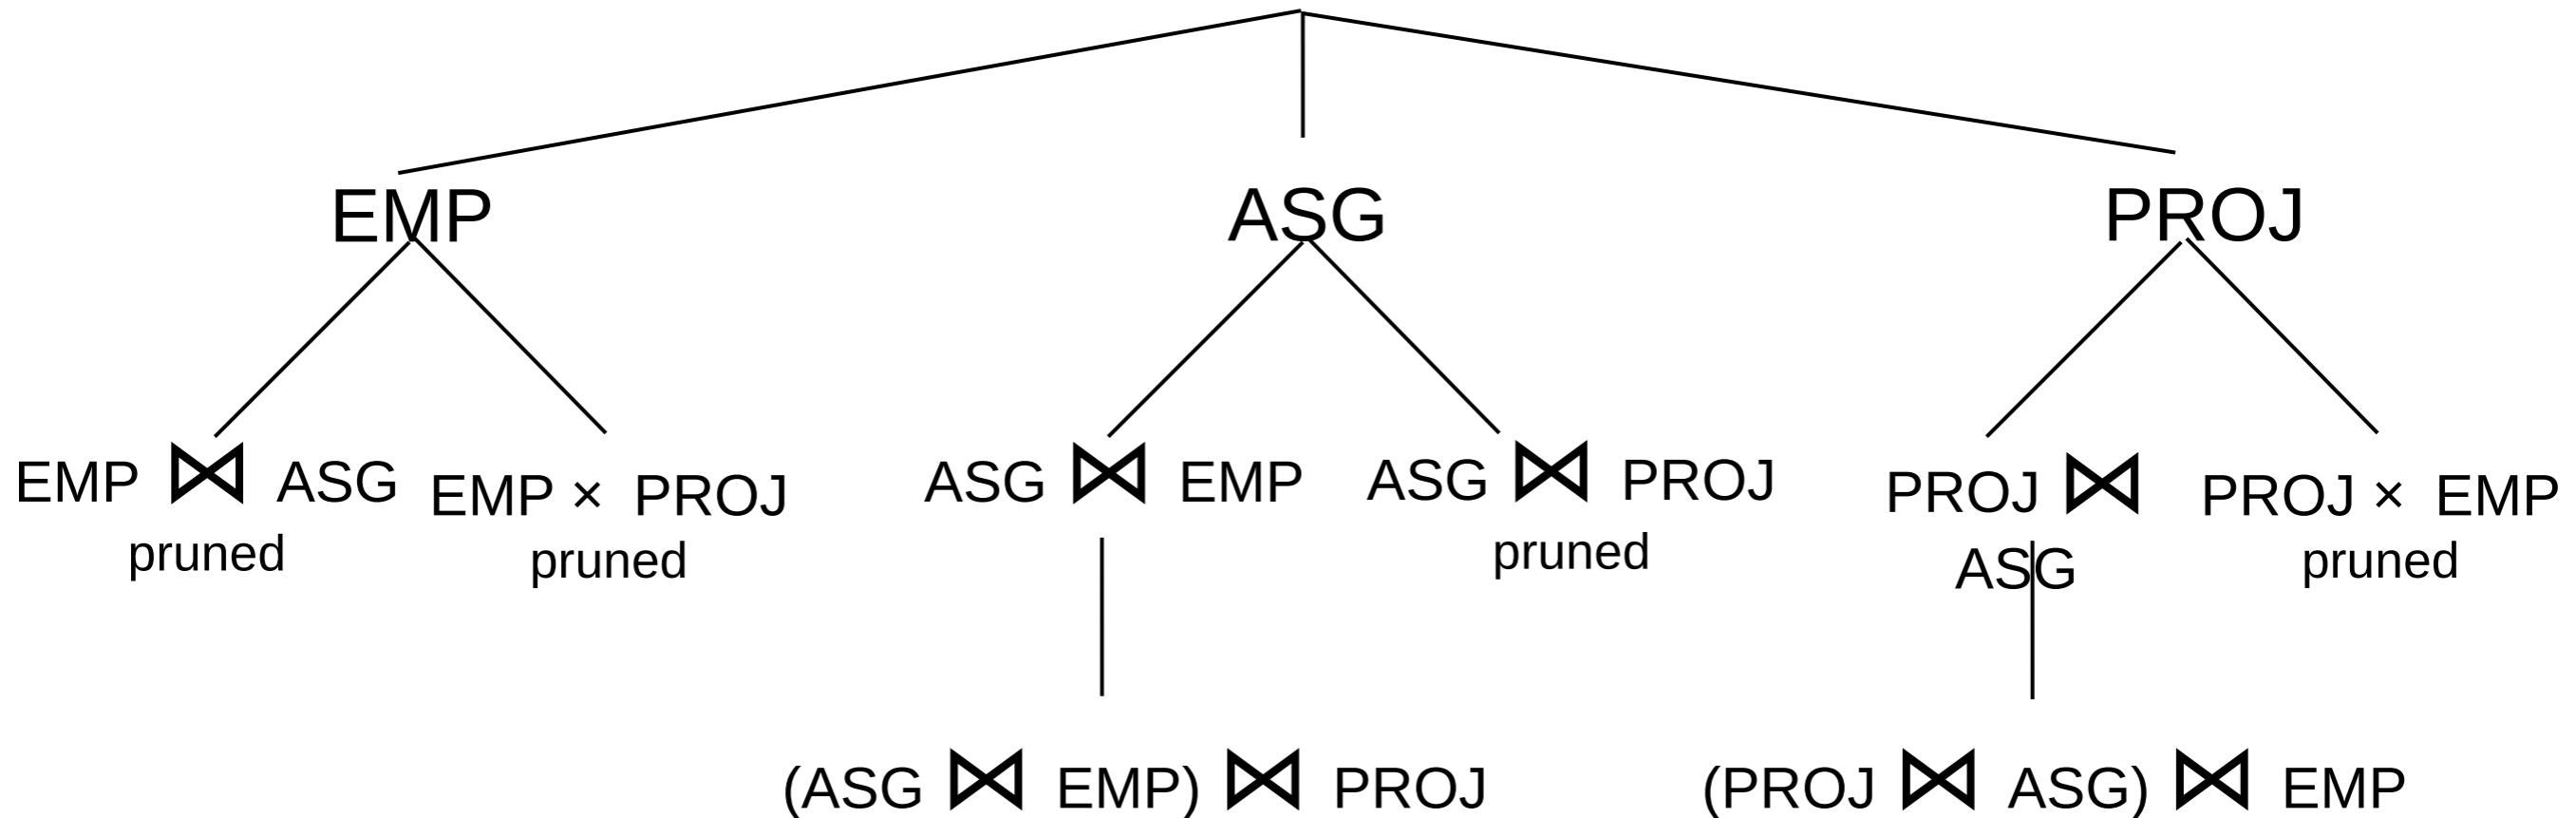 EMP
ASG
PROJ
EMP ⋈ ASG
pruned
EMP × PROJ
pruned
ASG ⋈ EMP
ASG ⋈ PROJ
pruned
PROJ ⋈
ASG
PROJ × EMP
pruned
(ASG ⋈ EMP) ⋈ PROJ
(PROJ ⋈ ASG) ⋈ EMP